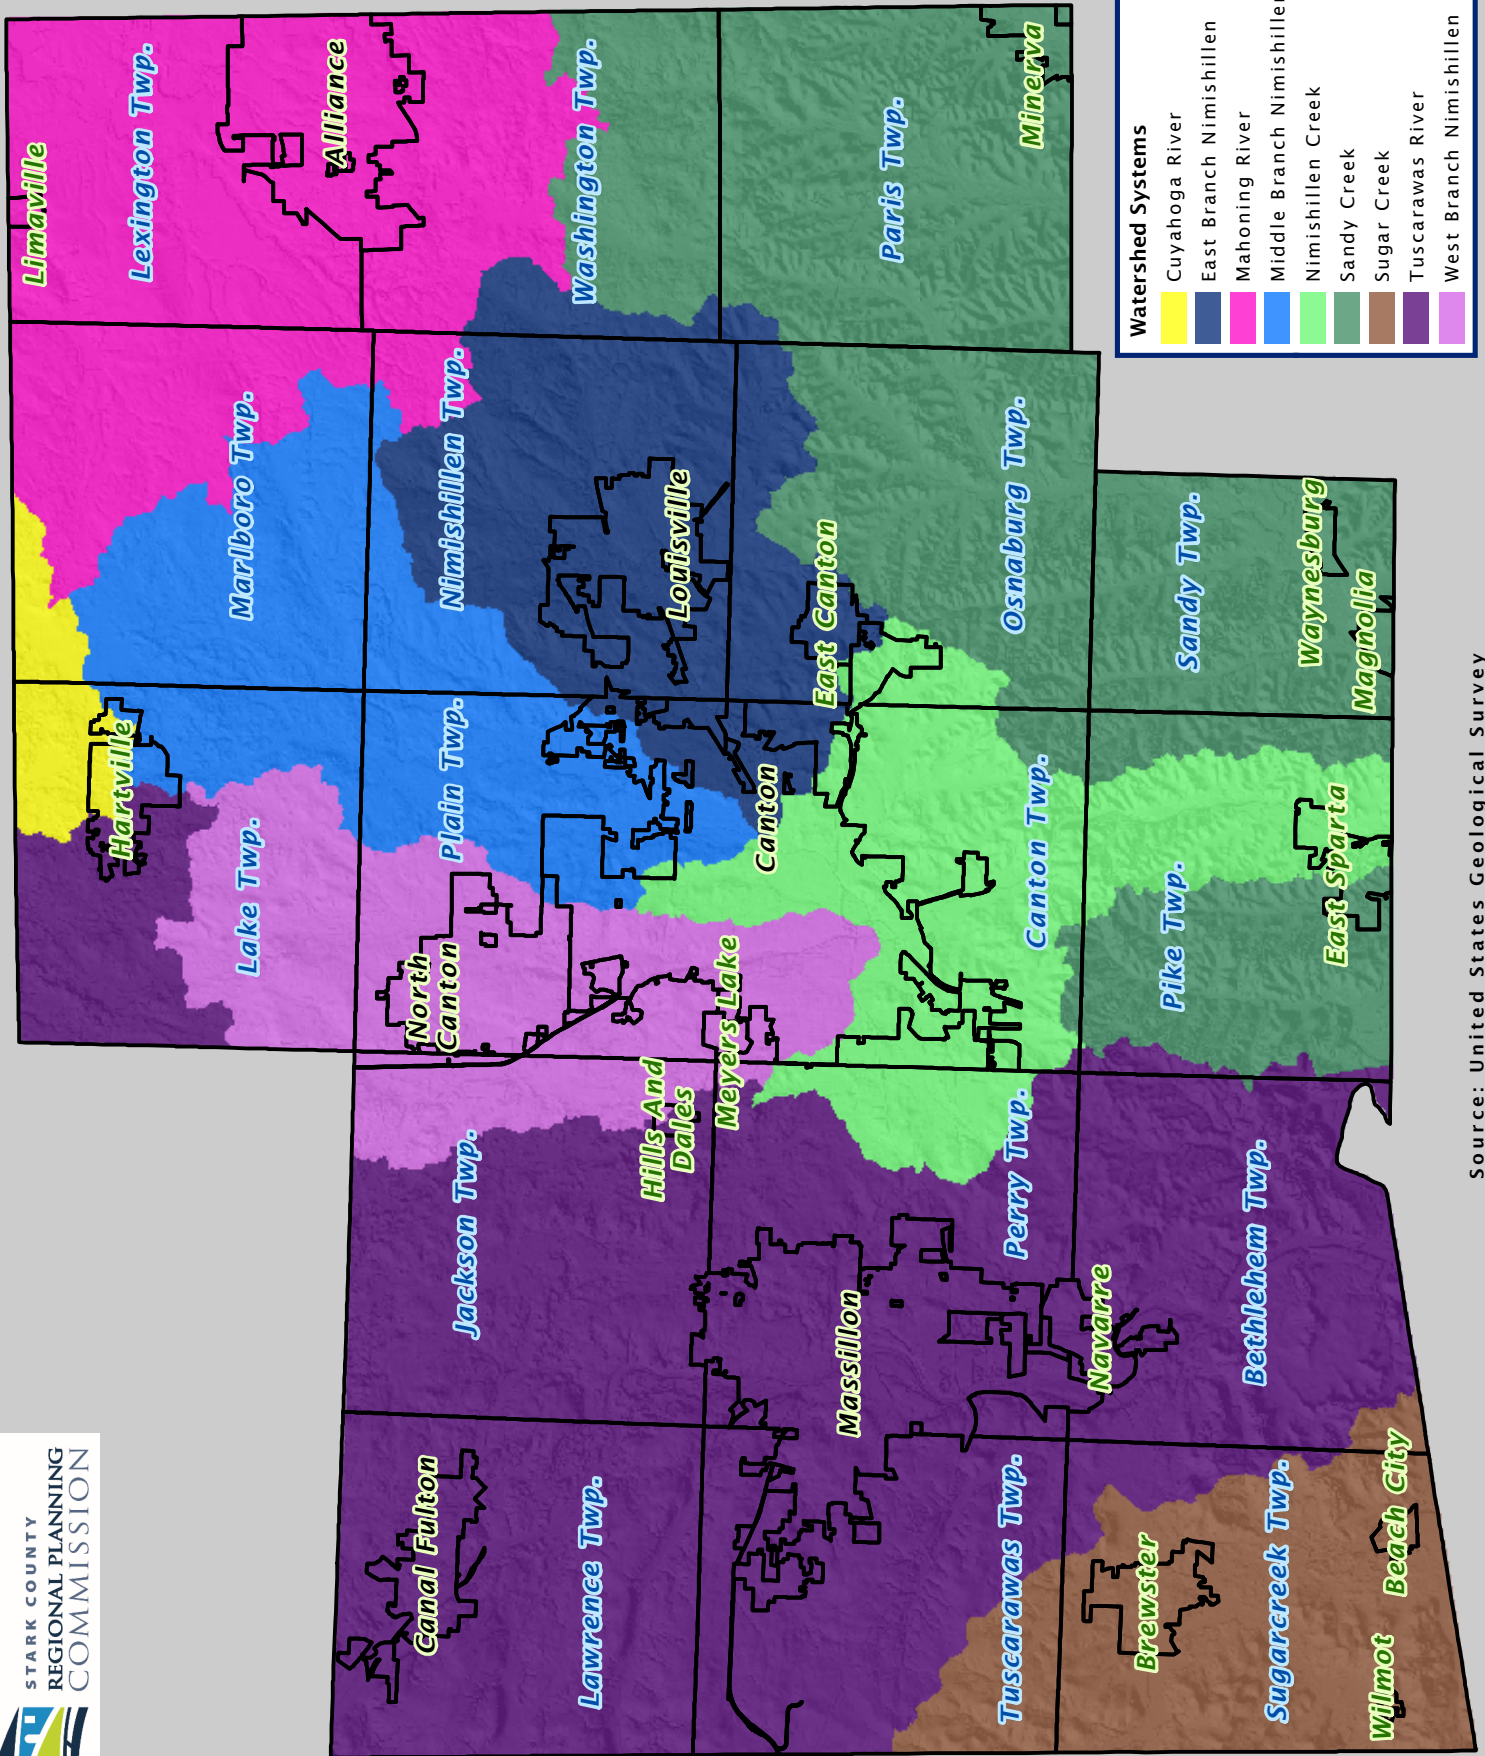 STARK COUNTY
REGIONAL PLANNING
COMMISSION
Canal Fulton
Lawrence Twp.
Tuscarawas Twp.
Brewster
Sugarcreek Twp.
Wilmot
Beach City
Jackson Twp.
Hills And
Dales
Massillon
Perry Twp.
Navarre
Bethlehem Twp.
Hartville
Lake Twp.
North
Canton
Plain Twp.
Meyers Lake
Canton
Canton Twp.
Pike Twp.
East Sparta
Marlboro Twp.
Nimishillen Twp.
Louisville
East Canton
Osnaburg Twp.
Sandy Twp.
Waynesburg
Magnolia
Limaville
Lexington Twp.
Alliance
Washington Twp.
Paris Twp.
Minerva
Watershed Systems
Cuyahoga River
East Branch Nimishillen
Mahoning River
Middle Branch Nimishillen
Nimishillen Creek
Sandy Creek
Sugar Creek
Tuscarawas River
West Branch Nimishillen
Source: United States Geological Survey